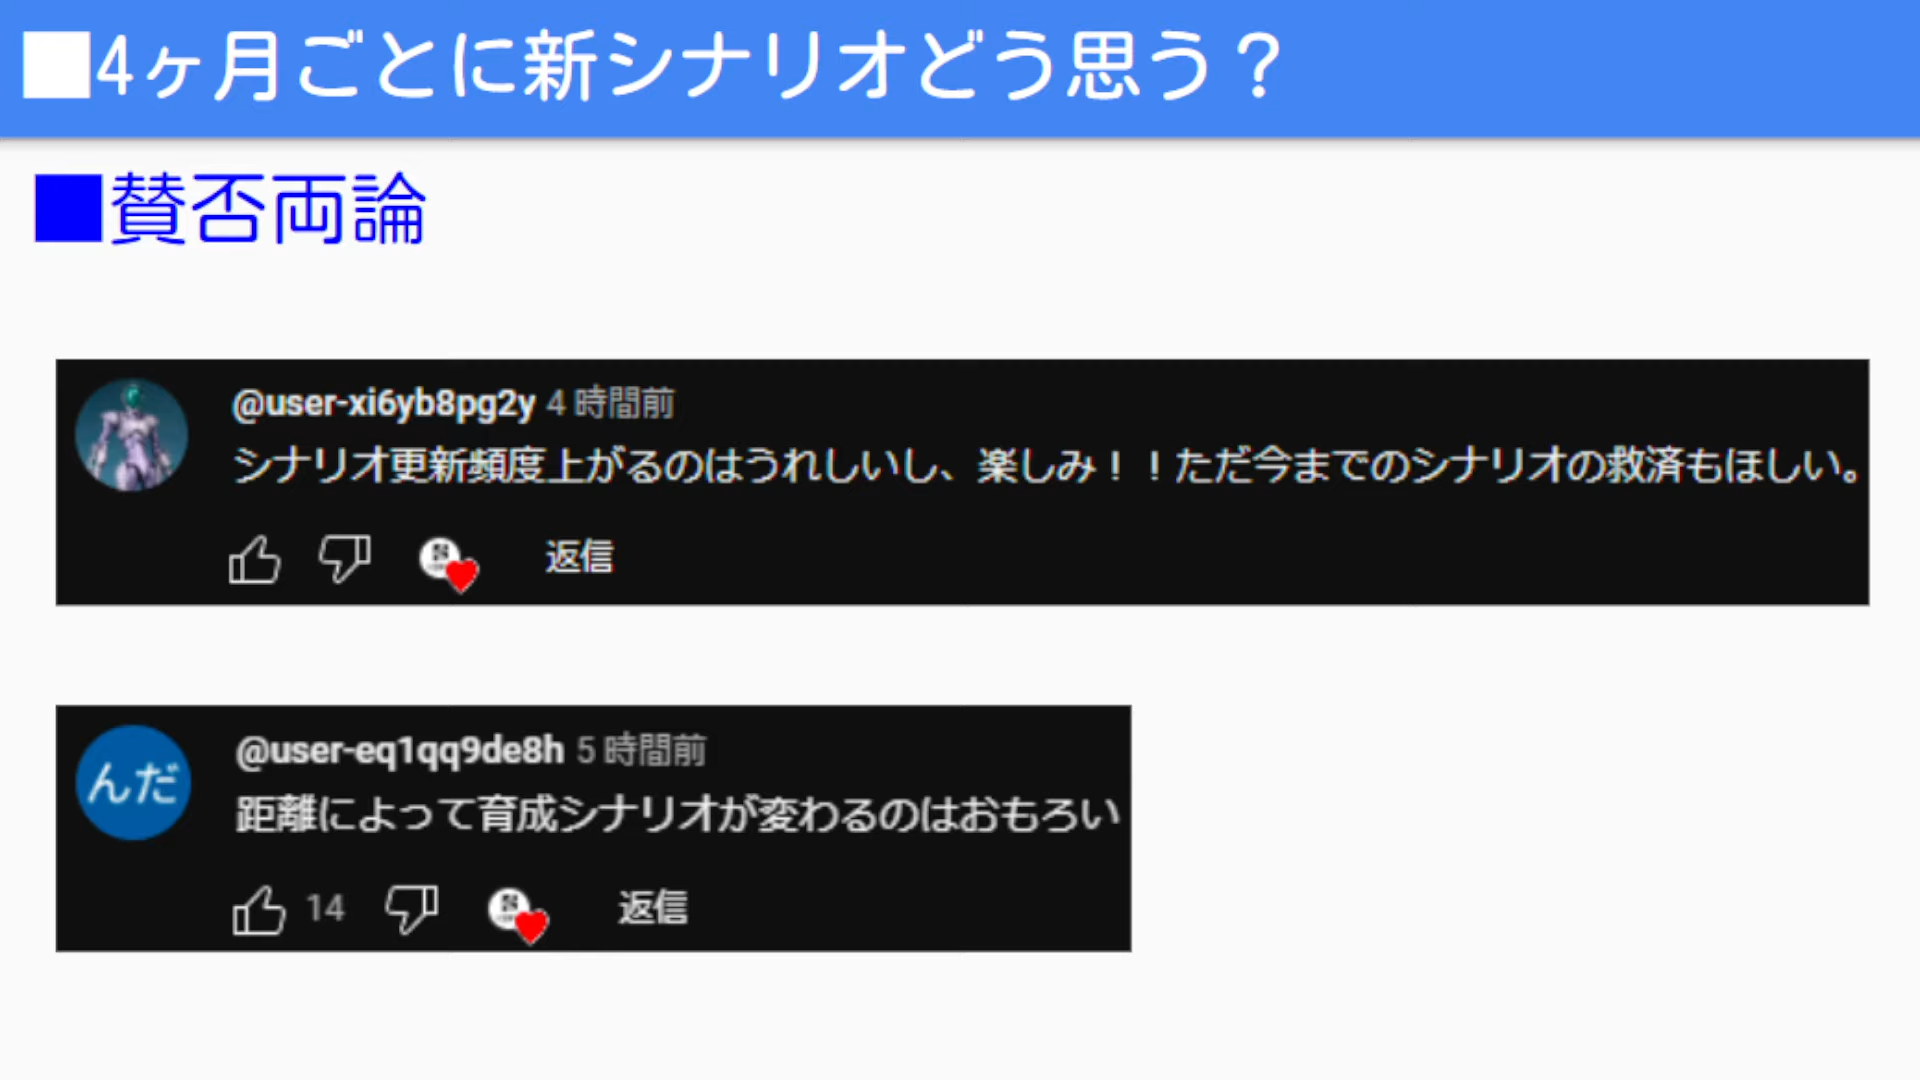 ■4ヶ月ごとに新シナリオどう思う？
■賛否両論
@user-xi6yb8pg2y 4 時間前
シナリオ更新頻度上がるのはうれしいし、楽しみ！！ただ今までのシナリオの救済もほしい。
返信
んだ
@user-eq1qq9de8h 5 時間前
距離によって育成シナリオが変わるのはおもろい
14 返信